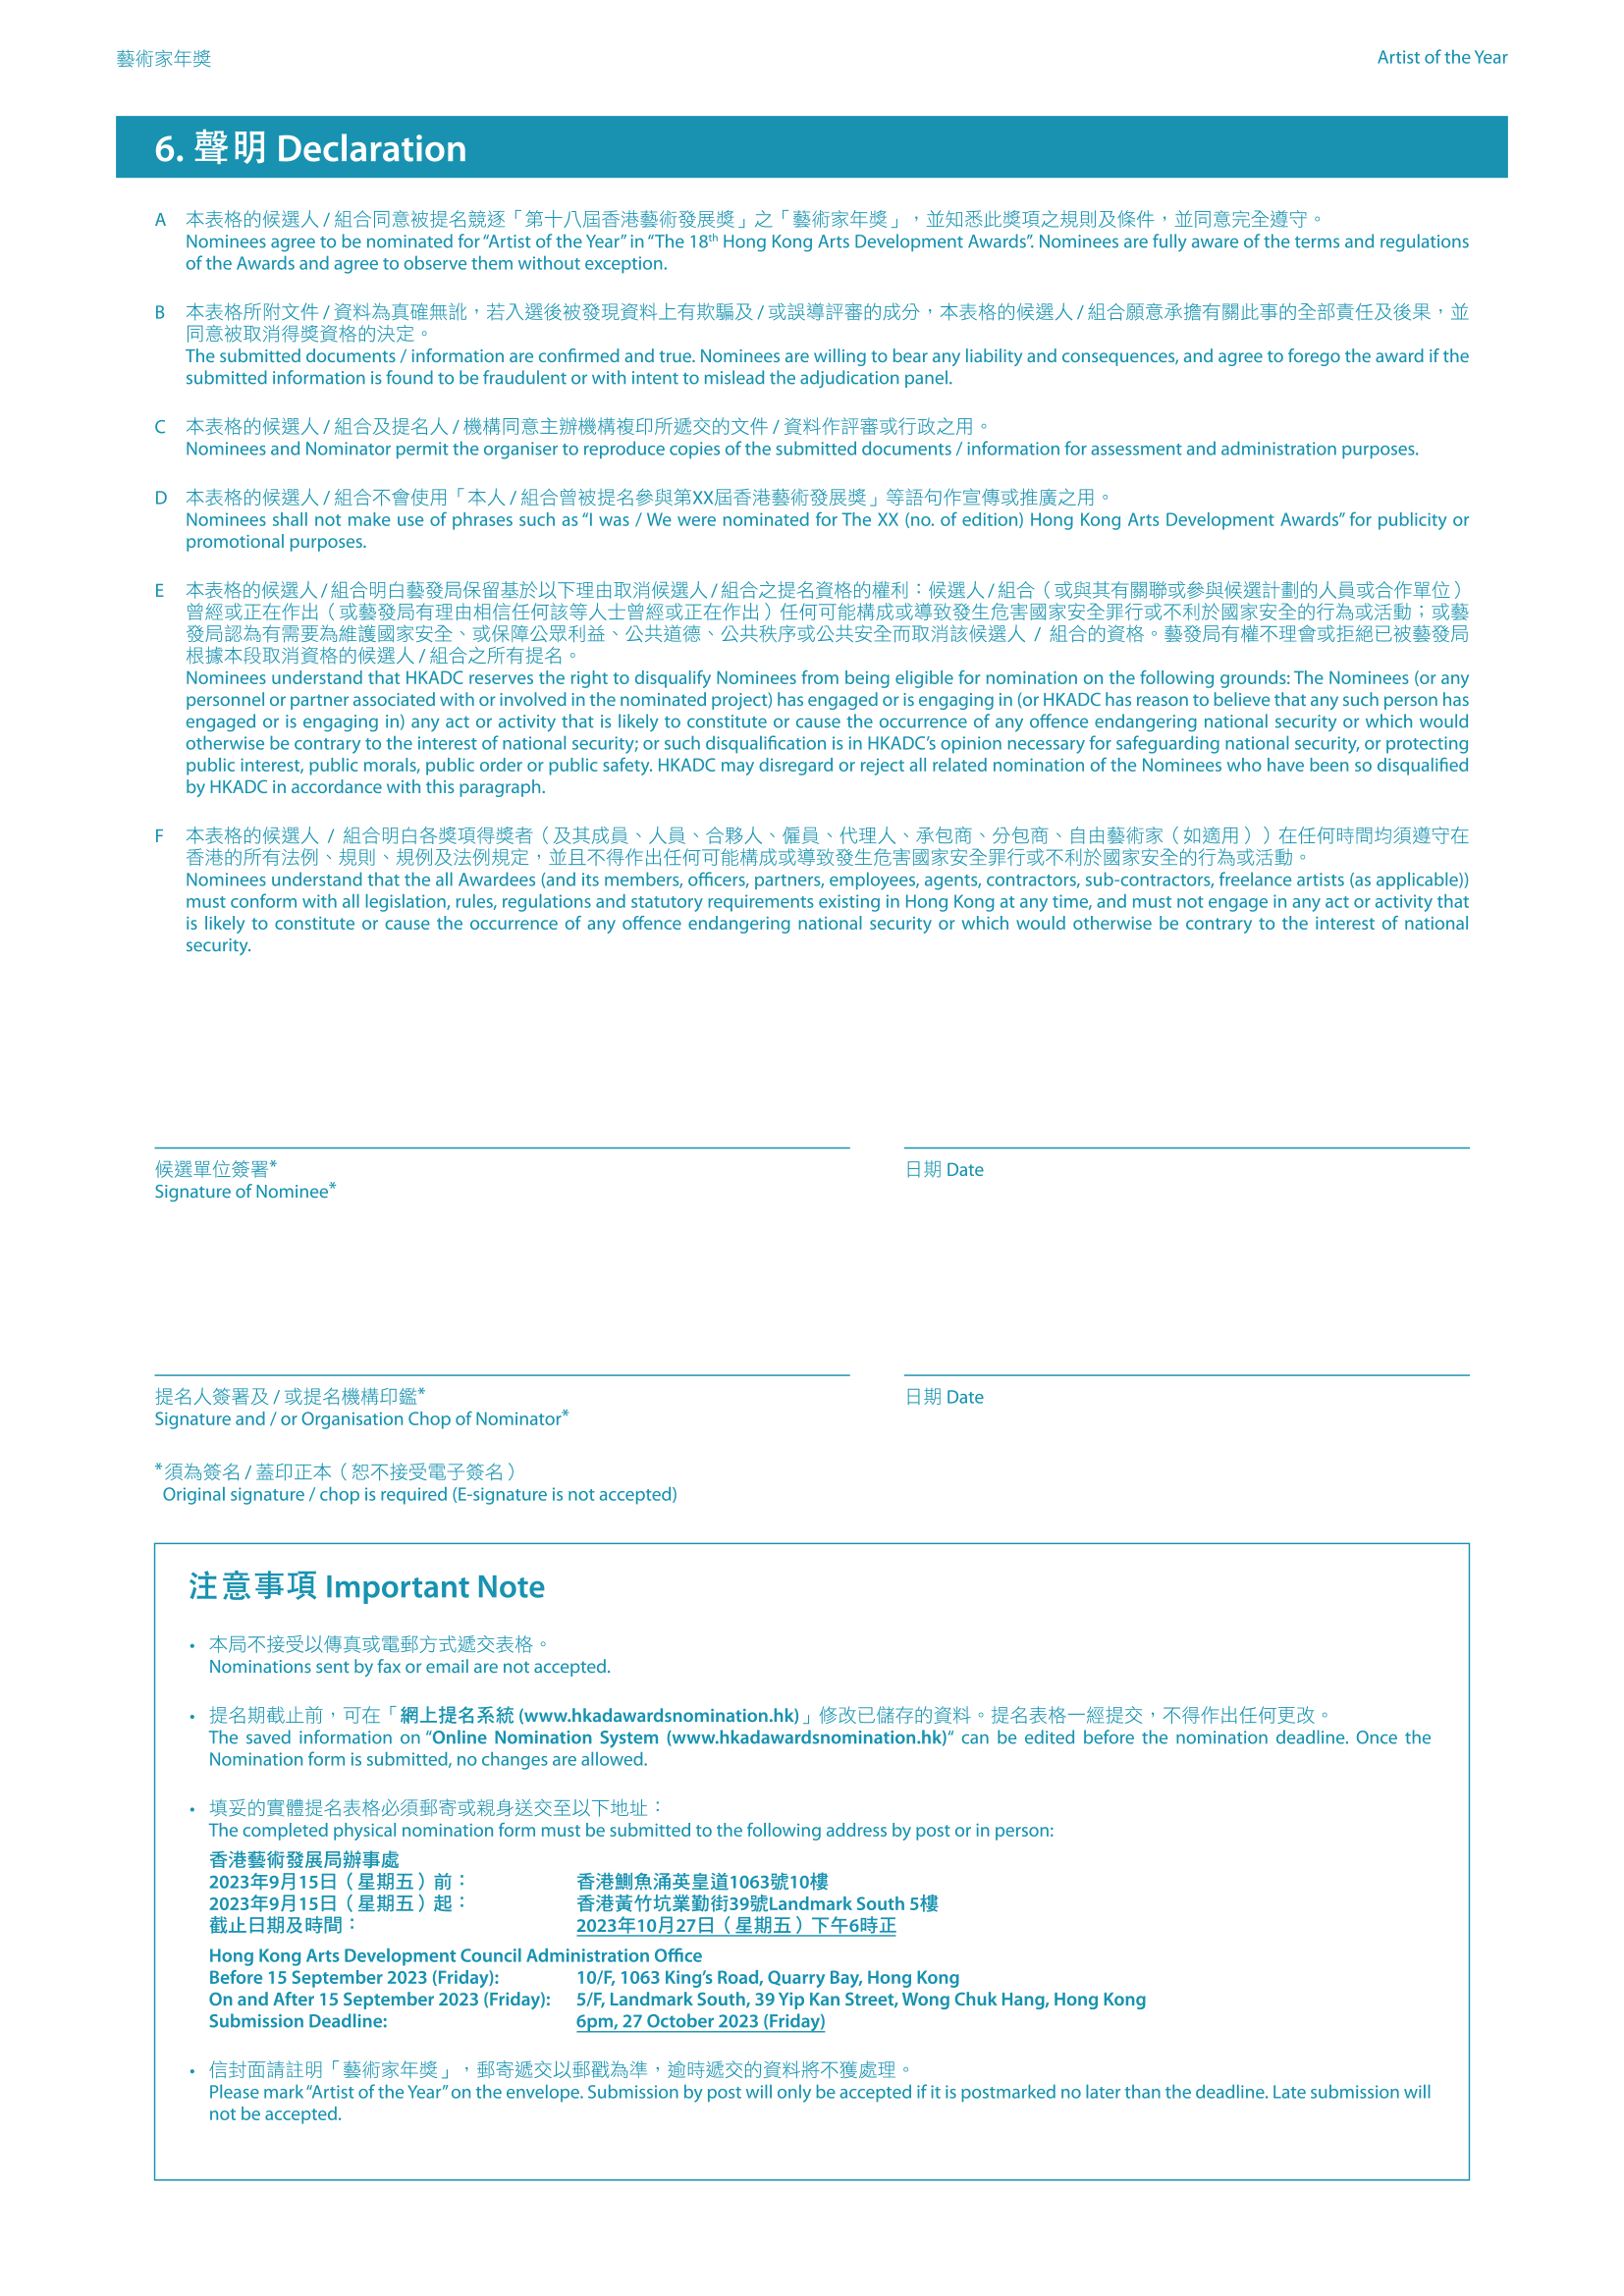 藝術家年獎
Artist of the Year
6. 聲明 Declaration
A 本表格的候選人 / 組合同意被提名競逐「第十八屆香港藝術發展獎」之「藝術家年獎」，並知悉此獎項之規則及條件，並同意完全遵守。
Nominees agree to be nominated for “Artist of the Year” in “The 18th Hong Kong Arts Development Awards”. Nominees are fully aware of the terms and regulations
of the Awards and agree to observe them without exception.
B 本表格所附文件 / 資料為真確無訛，若入選後被發現資料上有欺騙及 / 或誤導評審的成分，本表格的候選人 / 組合願意承擔有關此事的全部責任及後果，並
同意被取消得獎資格的決定。
The submitted documents / information are confirmed and true. Nominees are willing to bear any liability and consequences, and agree to forego the award if the
submitted information is found to be fraudulent or with intent to mislead the adjudication panel.
C 本表格的候選人 / 組合及提名人 / 機構同意主辦機構複印所遞交的文件 / 資料作評審或行政之用。
Nominees and Nominator permit the organiser to reproduce copies of the submitted documents / information for assessment and administration purposes.
D 本表格的候選人 / 組合不會使用「本人 / 組合曾被提名參與第XX屆香港藝術發展獎」等語句作宣傳或推廣之用。
Nominees shall not make use of phrases such as “I was / We were nominated for The XX (no. of edition) Hong Kong Arts Development Awards” for publicity or
promotional purposes.
E 本表格的候選人 / 組合明白藝發局保留基於以下理由取消候選人 / 組合之提名資格的權利：候選人 / 組合（或與其有關聯或參與候選計劃的人員或合作單位）
曾經或正在作出（或藝發局有理由相信任何該等人士曾經或正在作出）任何可能構成或導致發生危害國家安全罪行或不利於國家安全的行為或活動；或藝
發局認為有需要為維護國家安全、或保障公眾利益、公共道德、公共秩序或公共安全而取消該候選人 / 組合的資格。藝發局有權不理會或拒絕已被藝發局
根據本段取消資格的候選人 / 組合之所有提名。
Nominees understand that HKADC reserves the right to disqualify Nominees from being eligible for nomination on the following grounds: The Nominees (or any
personnel or partner associated with or involved in the nominated project) has engaged or is engaging in (or HKADC has reason to believe that any such person has
engaged or is engaging in) any act or activity that is likely to constitute or cause the occurrence of any offence endangering national security or which would
otherwise be contrary to the interest of national security; or such disqualification is in HKADC’s opinion necessary for safeguarding national security, or protecting
public interest, public morals, public order or public safety. HKADC may disregard or reject all related nomination of the Nominees who have been so disqualified
by HKADC in accordance with this paragraph.
F 本表格的候選人 / 組合明白各獎項得獎者（及其成員、人員、合夥人、僱員、代理人、承包商、分包商、自由藝術家（如適用））在任何時間均須遵守在
香港的所有法例、規則、規例及法例規定，並且不得作出任何可能構成或導致發生危害國家安全罪行或不利於國家安全的行為或活動。
Nominees understand that the all Awardees (and its members, officers, partners, employees, agents, contractors, sub-contractors, freelance artists (as applicable))
must conform with all legislation, rules, regulations and statutory requirements existing in Hong Kong at any time, and must not engage in any act or activity that
is likely to constitute or cause the occurrence of any offence endangering national security or which would otherwise be contrary to the interest of national
security.
候選單位簽署*
Signature of Nominee*
日期 Date
提名人簽署及 / 或提名機構印鑑*
Signature and / or Organisation Chop of Nominator*
日期 Date
*須為簽名 / 蓋印正本（恕不接受電子簽名）
Original signature / chop is required (E-signature is not accepted)
注意事項 Important Note
• 本局不接受以傳真或電郵方式遞交表格。
Nominations sent by fax or email are not accepted.
• 提名期截止前，可在「網上提名系統 (www.hkadawardsnomination.hk)」修改已儲存的資料。提名表格一經提交，不得作出任何更改。
The saved information on “Online Nomination System (www.hkadawardsnomination.hk)“ can be edited before the nomination deadline. Once the
Nomination form is submitted, no changes are allowed.
• 填妥的實體提名表格必須郵寄或親身送交至以下地址：
The completed physical nomination form must be submitted to the following address by post or in person:
香港藝術發展局辦事處
2023年9月15日（星期五）前： 香港鰂魚涌英皇道1063號10樓
2023年9月15日（星期五）起： 香港黃竹坑業勤街39號Landmark South 5樓
截止日期及時間： 2023年10月27日（星期五）下午6時正
Hong Kong Arts Development Council Administration Office
Before 15 September 2023 (Friday): 10/F, 1063 King’s Road, Quarry Bay, Hong Kong
On and After 15 September 2023 (Friday): 5/F, Landmark South, 39 Yip Kan Street, Wong Chuk Hang, Hong Kong
Submission Deadline: 6pm, 27 October 2023 (Friday)
• 信封面請註明「藝術家年獎」，郵寄遞交以郵戳為準，逾時遞交的資料將不獲處理。
Please mark “Artist of the Year” on the envelope. Submission by post will only be accepted if it is postmarked no later than the deadline. Late submission will
not be accepted.